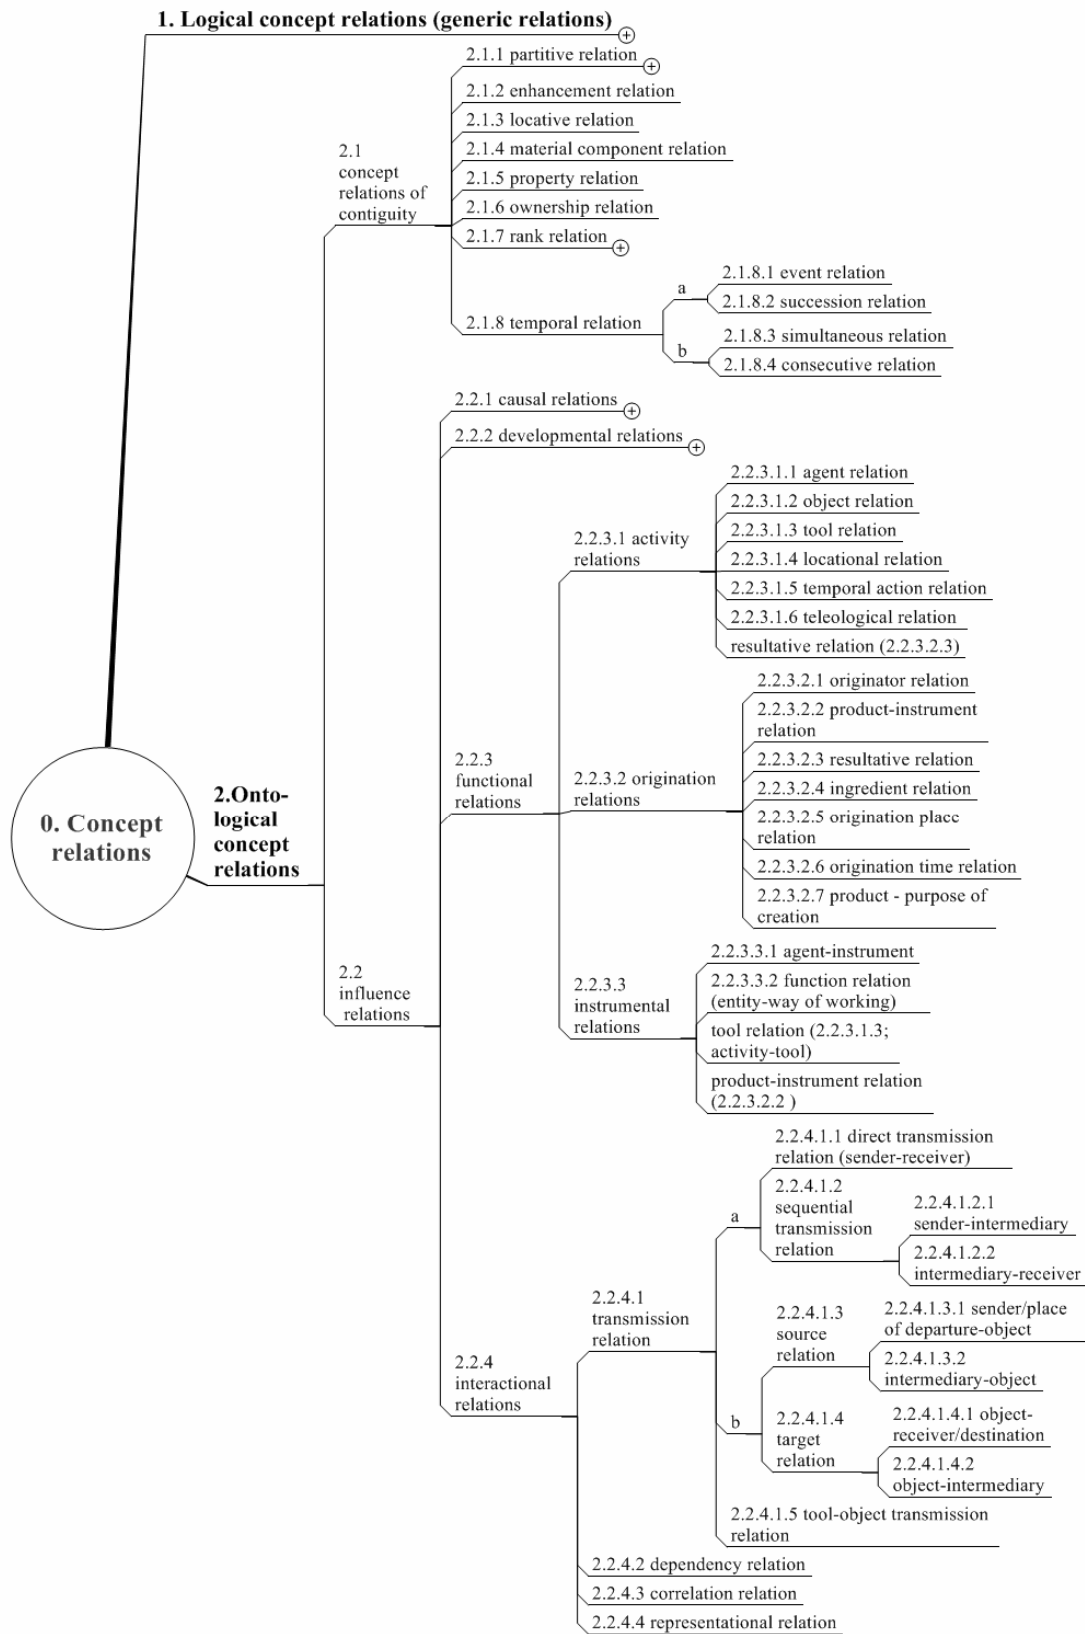 1. Logical concept relations (generic relations)
2.1.1 partitive relation
2.1.2 enhancement relation
2.1.3 locative relation
2.1.4 material component relation
2.1
concept
relations of
contiguity
2.1.5 property relation
2.1.6 ownership relation
2.1.7 rank relation
2.1.8 temporal relation
a
2.1.8.1 event relation
2.1.8.2 succession relation
b
2.1.8.3 simultaneous relation
2.1.8.4 consecutive relation
2.2.1 causal relations
2.2.2 developmental relations
2.2.3.1 activity
relations
2.2.3.1.1 agent relation
2.2.3.1.2 object relation
2.2.3.1.3 tool relation
2.2.3.1.4 locational relation
2.2.3.1.5 temporal action relation
2.2.3.1.6 teleological relation
resultative relation (2.2.3.2.3)
2.2.3
functional
relations
2.2.3.2 origination
relations
2.2.3.2.1 originator relation
2.2.3.2.2 product-instrument
relation
2.2.3.2.3 resultative relation
2.2.3.2.4 ingredient relation
2.2.3.2.5 origination place
relation
2.2.3.2.6 origination time relation
2.2.3.2.7 product - purpose of
creation
0. Concept
relations
2.Onto-
logical
concept
relations
2.2
influence
relations
2.2.3.3
instrumental
relations
2.2.3.3.1 agent-instrument
2.2.3.3.2 function relation
(entity-way of working)
tool relation (2.2.3.1.3;
activity-tool)
product-instrument relation
(2.2.3.2.2 )
2.2.4
interactional
relations
2.2.4.1
transmission
relation
a
2.2.4.1.1 direct transmission
relation (sender-receiver)
2.2.4.1.2
sequential
transmission
relation
2.2.4.1.2.1
sender-intermediary
2.2.4.1.2.2
intermediary-receiver
b
2.2.4.1.3
source
relation
2.2.4.1.3.1 sender/place
of departure-object
2.2.4.1.3.2
intermediary-object
2.2.4.1.4
target
relation
2.2.4.1.4.1 object-
receiver/destination
2.2.4.1.4.2
object-intermediary
2.2.4.1.5 tool-object transmission
relation
2.2.4.2 dependency relation
2.2.4.3 correlation relation
2.2.4.4 representational relation